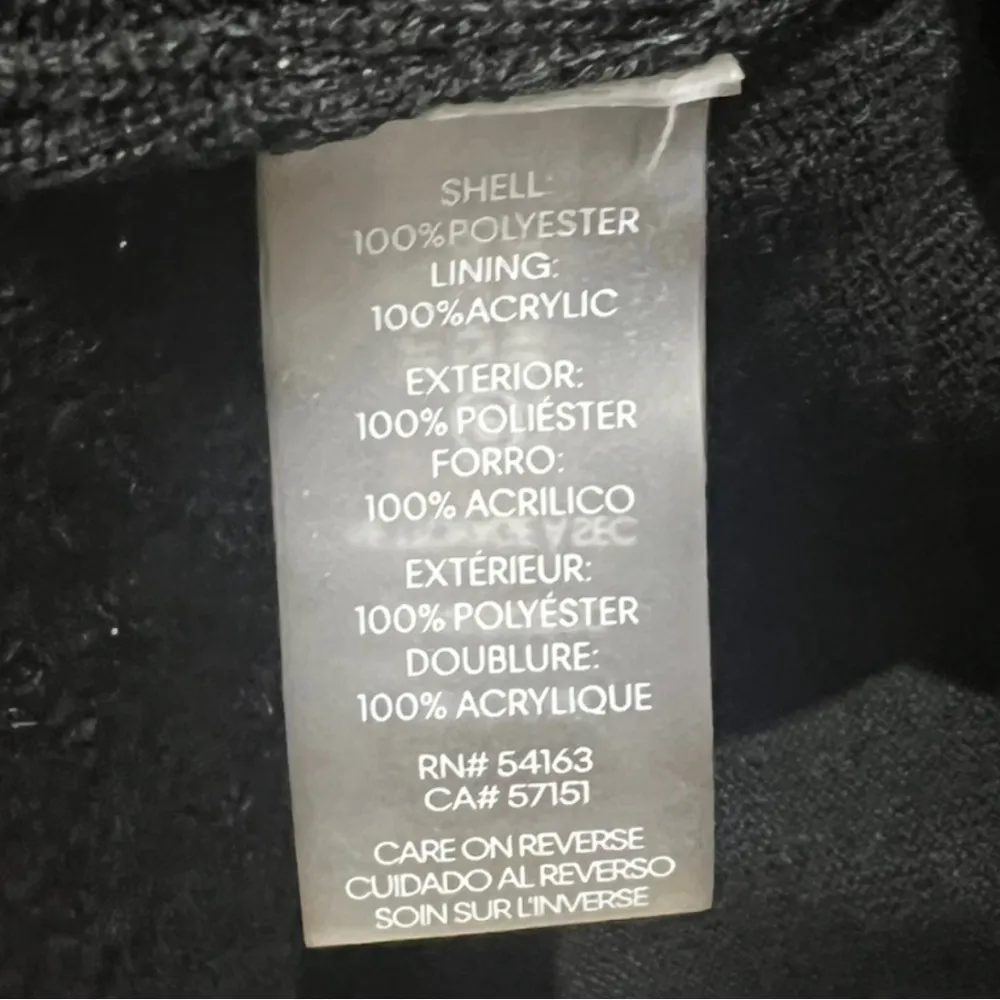 SHELL:
100%POLYESTER
LINING:
100%ACRYLIC
EXTERIOR:
100% POLIÉSTER
FORRO:
100% ACRILICO
EXTÉRIEUR:
100% POLYÉSTER
DOUBLURE:
100% ACRYLIQUE
RN# 54163
CA# 57151
CARE ON REVERSE
CUIDADO AL REVERSO
SOIN SUR L'INVERSE